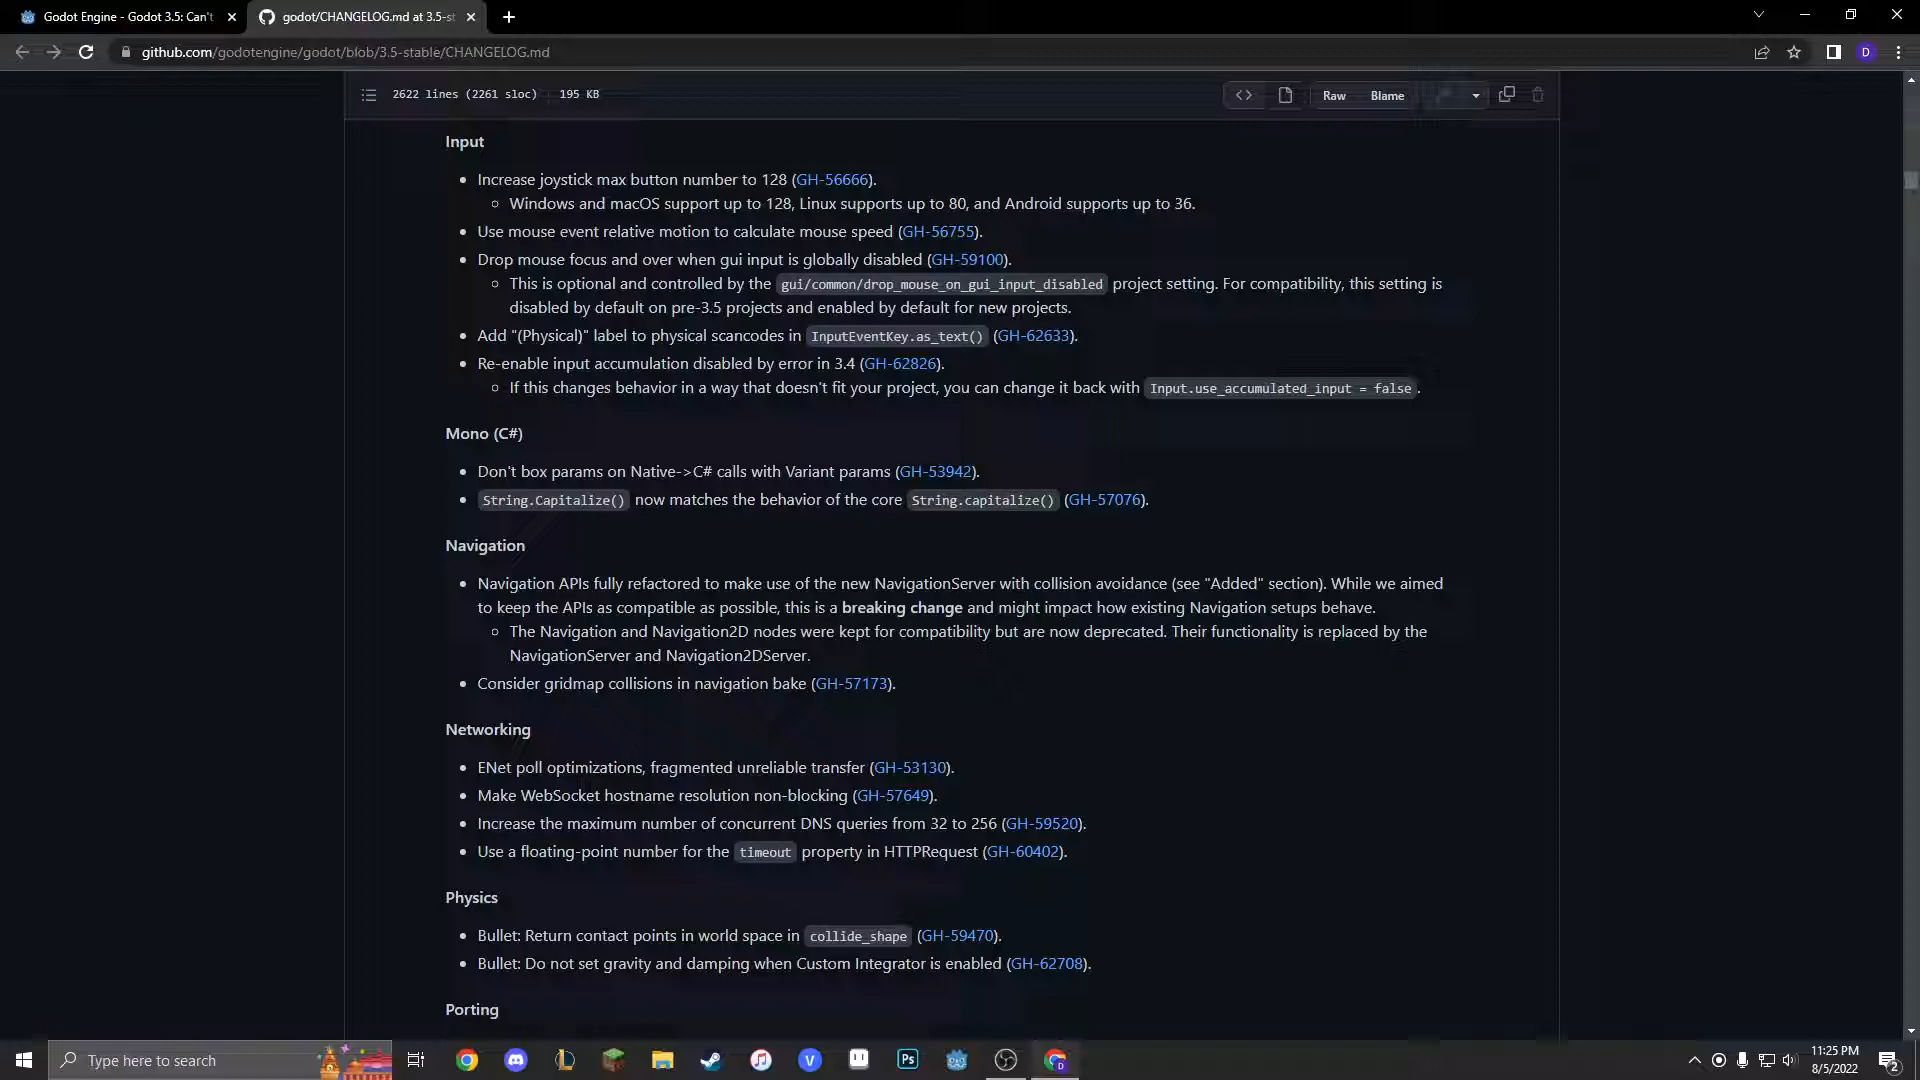 Godot Engine - Godot 3.5: Can't
godot/CHANGELOG.md at 3.5-st
github.com/godotengine/godot/blob/3.5-stable/CHANGELOG.md
D
2622 lines (2261 sloc) 195 KB
Raw Blame
Input
Increase joystick max button number to 128 (GH-56666).
Windows and macOS support up to 128, Linux supports up to 80, and Android supports up to 36.
Use mouse event relative motion to calculate mouse speed (GH-56755).
Drop mouse focus and over when gui input is globally disabled (GH-59100).
This is optional and controlled by the gui/common/drop_mouse_on_gui_input_disabled project setting. For compatibility, this setting is
disabled by default on pre-3.5 projects and enabled by default for new projects.
Add "(Physical)" label to physical scancodes in InputEventKey.as_text() (GH-62633).
Re-enable input accumulation disabled by error in 3.4 (GH-62826).
If this changes behavior in a way that doesn't fit your project, you can change it back with Input.use_accumulated_input = false.
Mono (C#)
Don't box params on Native->C# calls with Variant params (GH-53942).
String.Capitalize() now matches the behavior of the core String.capitalize() (GH-57076).
Navigation
Navigation APIs fully refactored to make use of the new NavigationServer with collision avoidance (see "Added" section). While we aimed
to keep the APIs as compatible as possible, this is a breaking change and might impact how existing Navigation setups behave.
The Navigation and Navigation2D nodes were kept for compatibility but are now deprecated. Their functionality is replaced by the
NavigationServer and Navigation2DServer.
Consider gridmap collisions in navigation bake (GH-57173).
Networking
ENet poll optimizations, fragmented unreliable transfer (GH-53130).
Make WebSocket hostname resolution non-blocking (GH-57649).
Increase the maximum number of concurrent DNS queries from 32 to 256 (GH-59520).
Use a floating-point number for the timeout property in HTTPRequest (GH-60402).
Physics
Bullet: Return contact points in world space in collide_shape (GH-59470).
Bullet: Do not set gravity and damping when Custom Integrator is enabled (GH-62708).
Porting
Type here to search
V
Ps
D
11:25 PM
8/5/2022
2